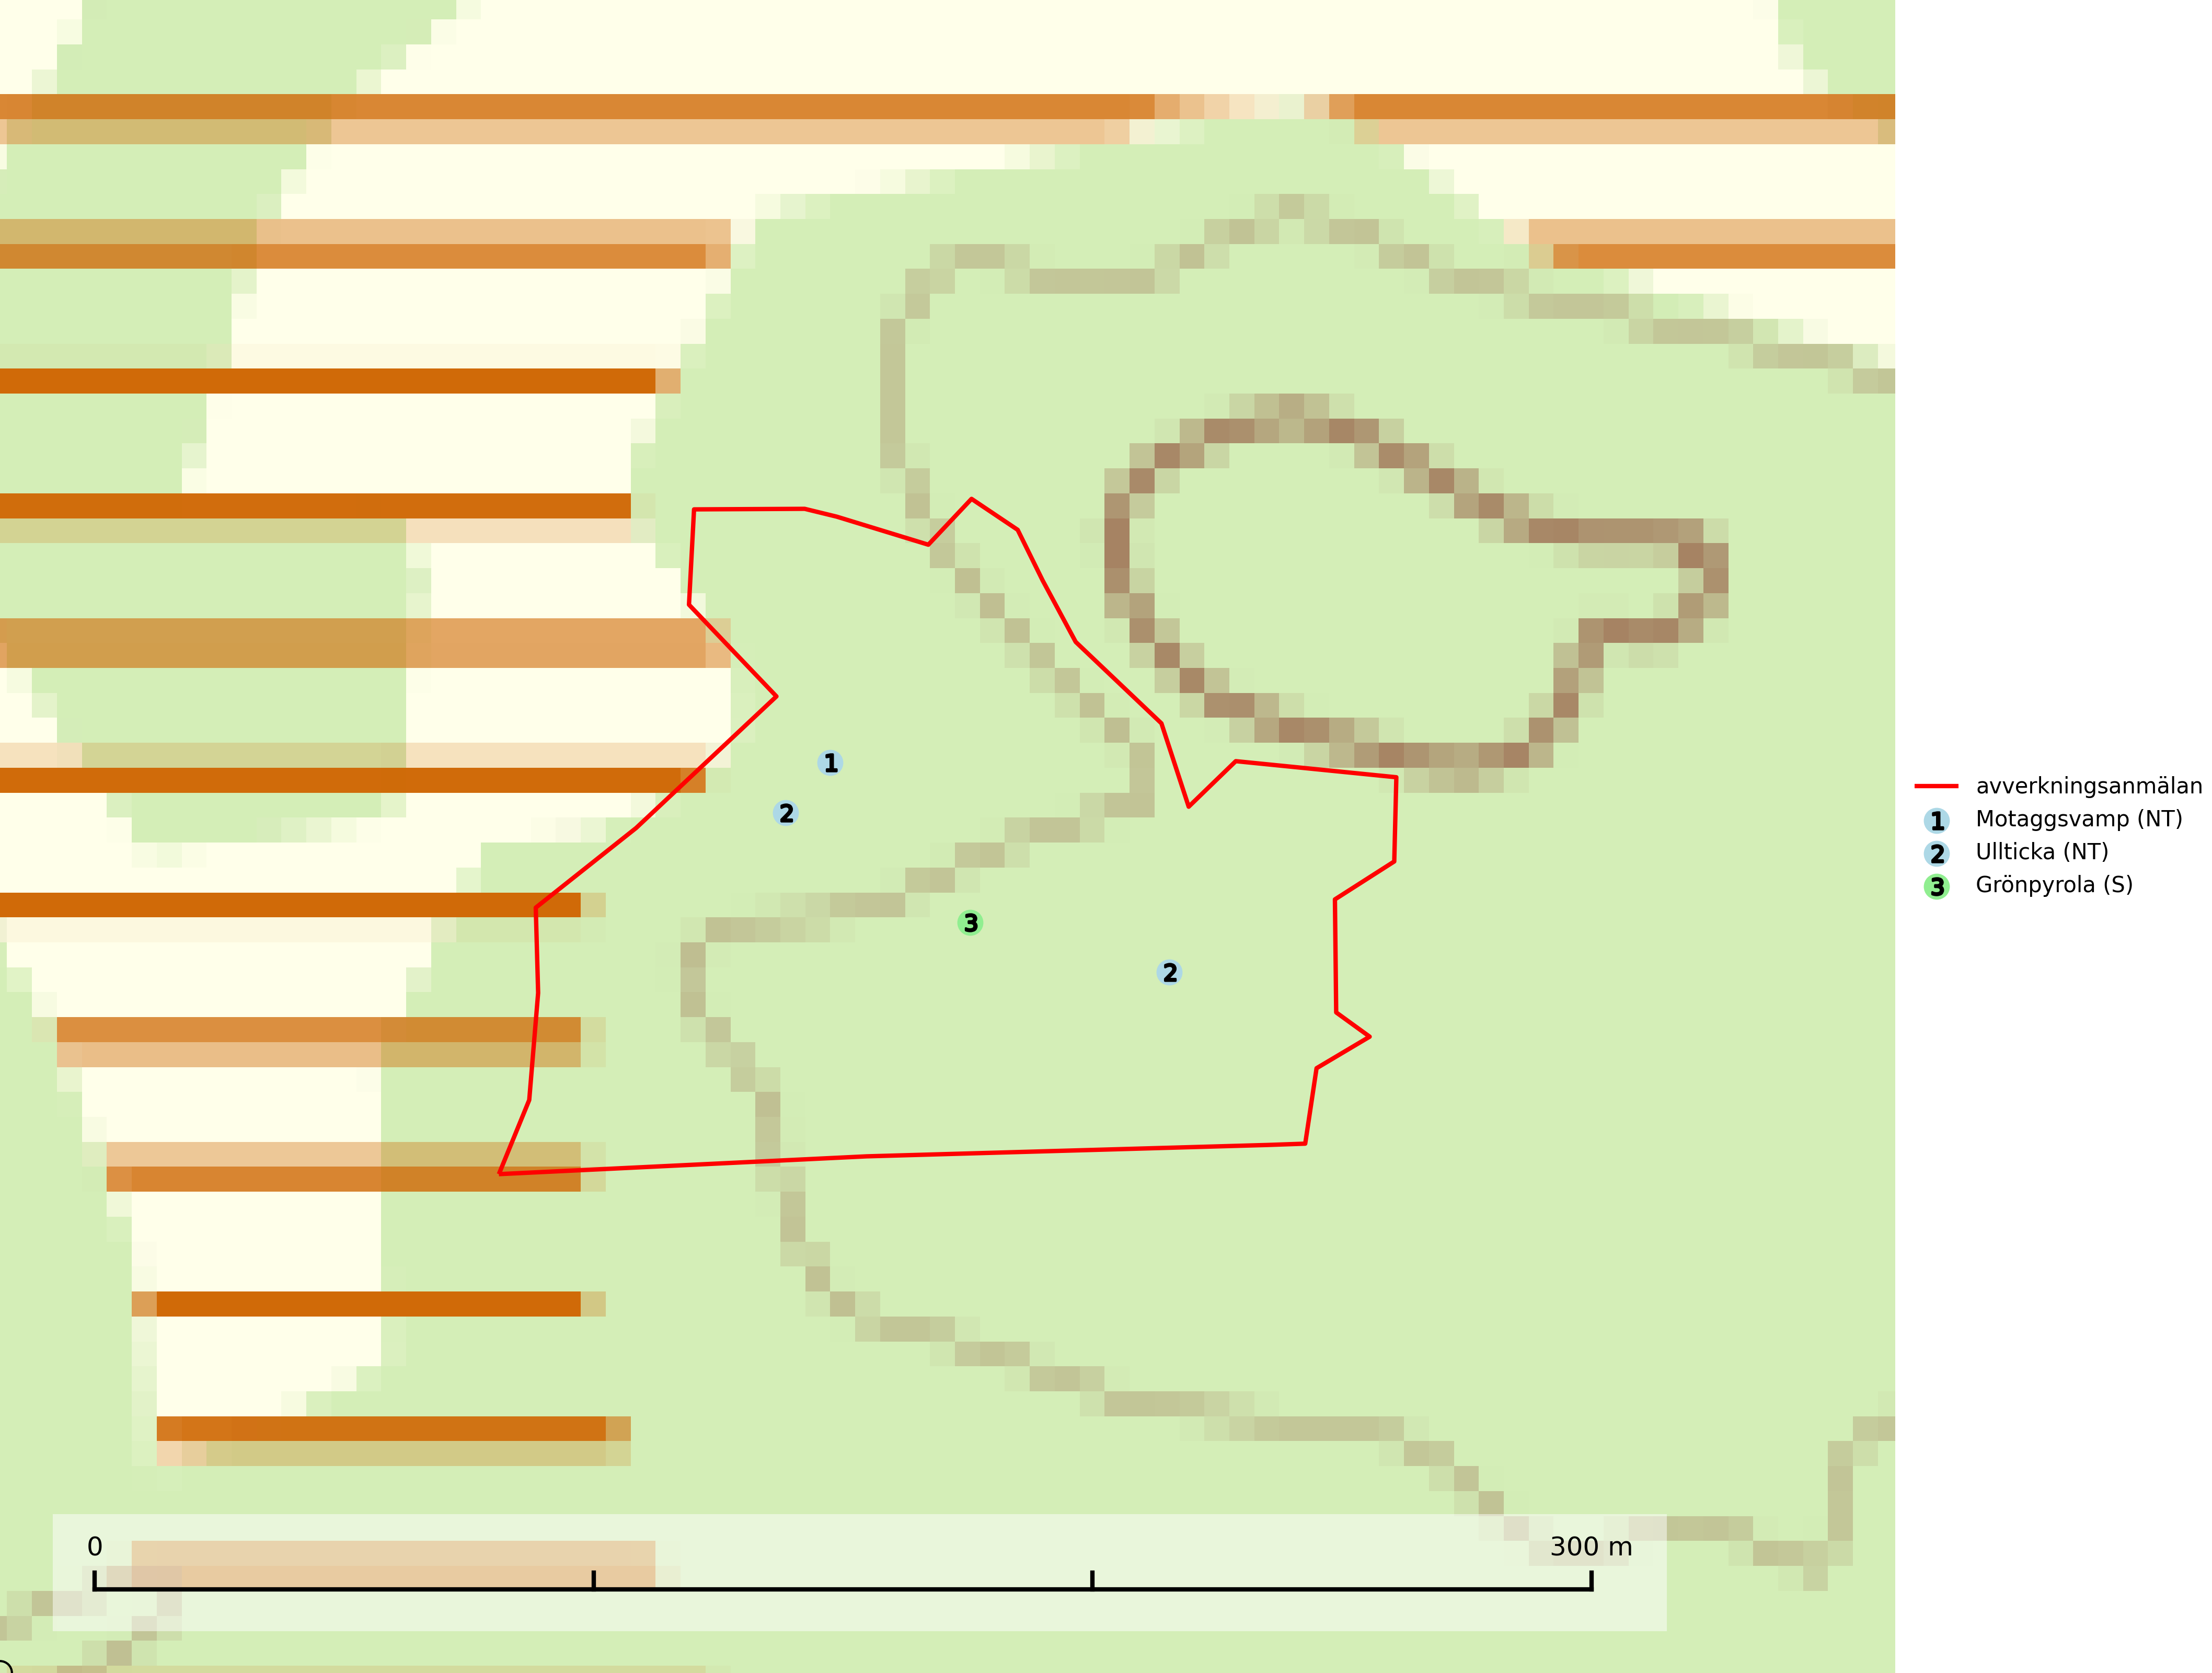 1
2
3
2
avverkningsanmälan
1 Motaggsvamp (NT)
2 Ullticka (NT)
3 Grönpyrola (S)
0 300 m